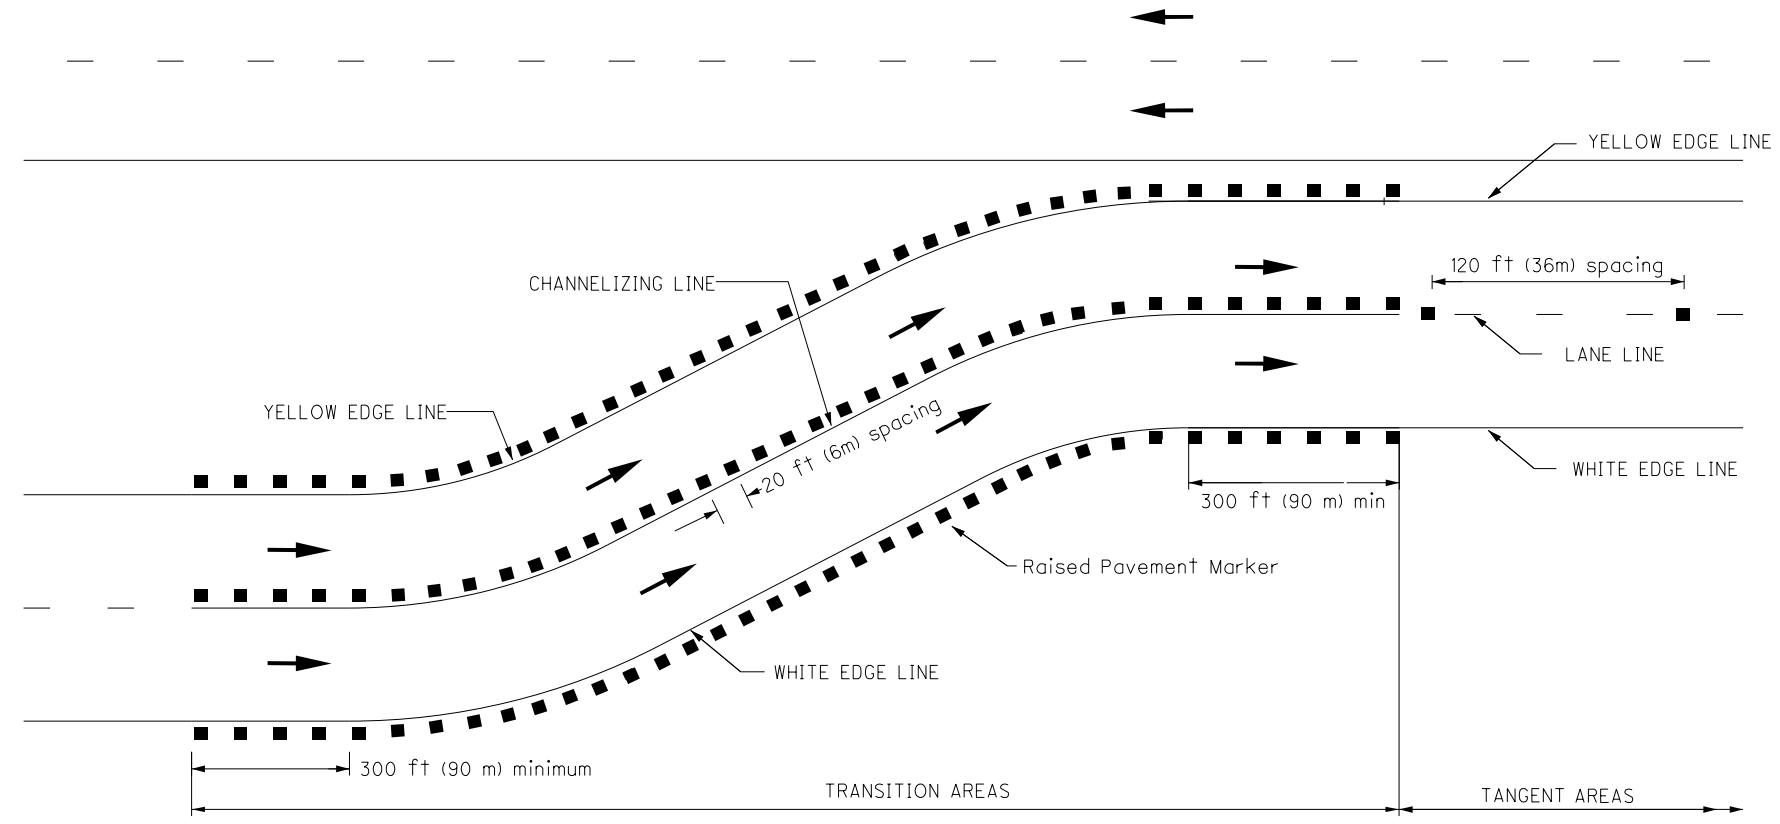 YELLOW EDGE LINE
120 ft (36m) spacing
CHANNELIZING LINE
LANE LINE
YELLOW EDGE LINE
20 ft (6m) spacing
WHITE EDGE LINE
300 ft (90 m) min
Raised Pavement Marker
WHITE EDGE LINE
300 ft (90 m) minimum
TRANSITION AREAS
TANGENT AREAS